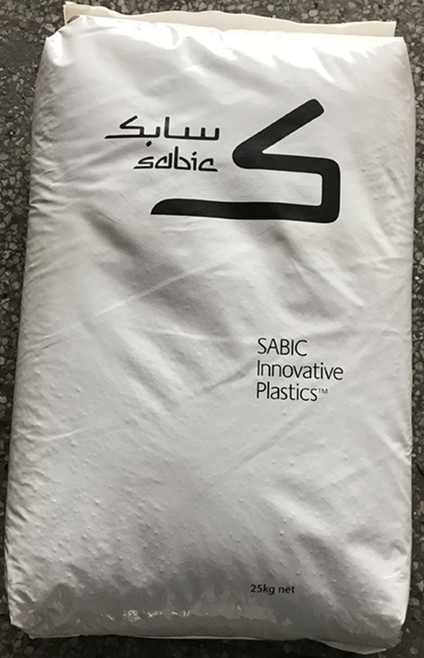 سابك
sabic
SABIC
Innovative
Plastics™
25kg net